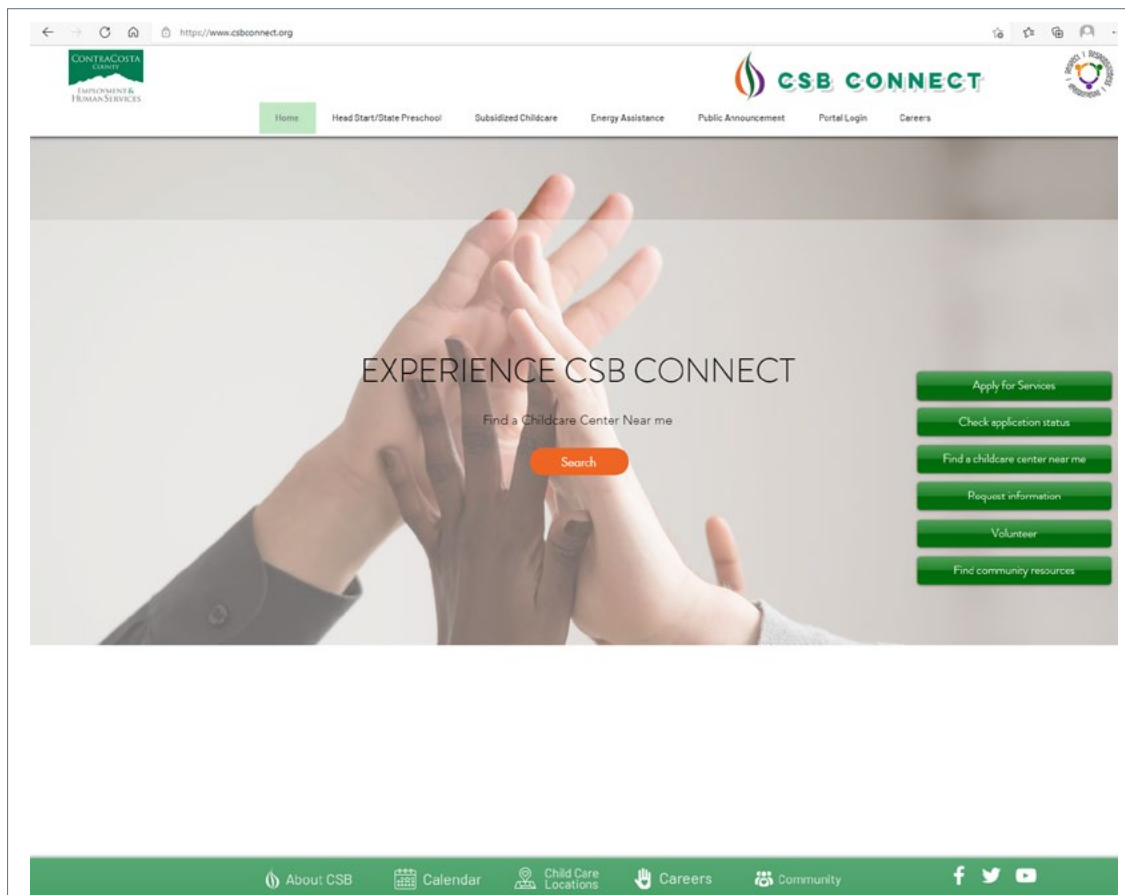 https://www.csbconnect.org
CONTRACOSTA
COUNTY
EMPLOYMENT &
HUMAN SERVICES
CSB CONNECT
Home Head Start/State Preschool Subsidized Childcare Energy Assistance Public Announcement Portal Login Careers
EXPERIENCE CSB CONNECT
Find a Childcare Center Near me
Search
Apply for Services
Check application status
Find a childcare center near me
Request information
Volunteer
Find community resources
About CSB Calendar Child Care Locations Careers Community